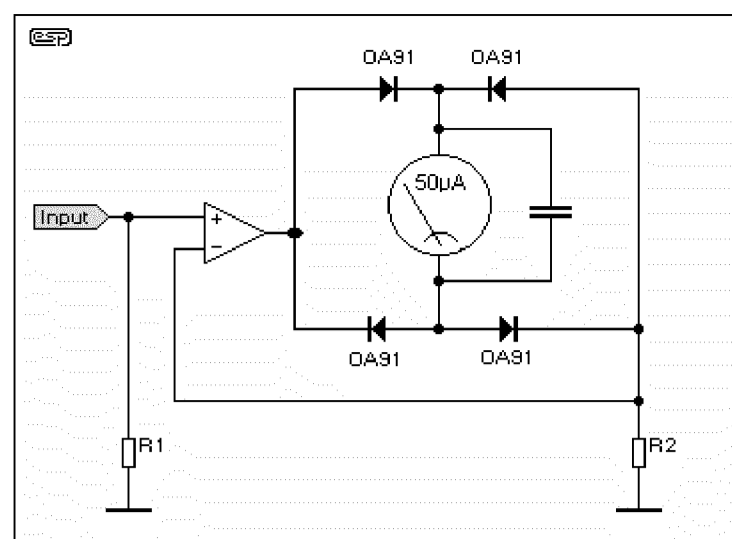 esp
OA91 OA91
50µA
Input
+
−
OA91 OA91
R1 R2